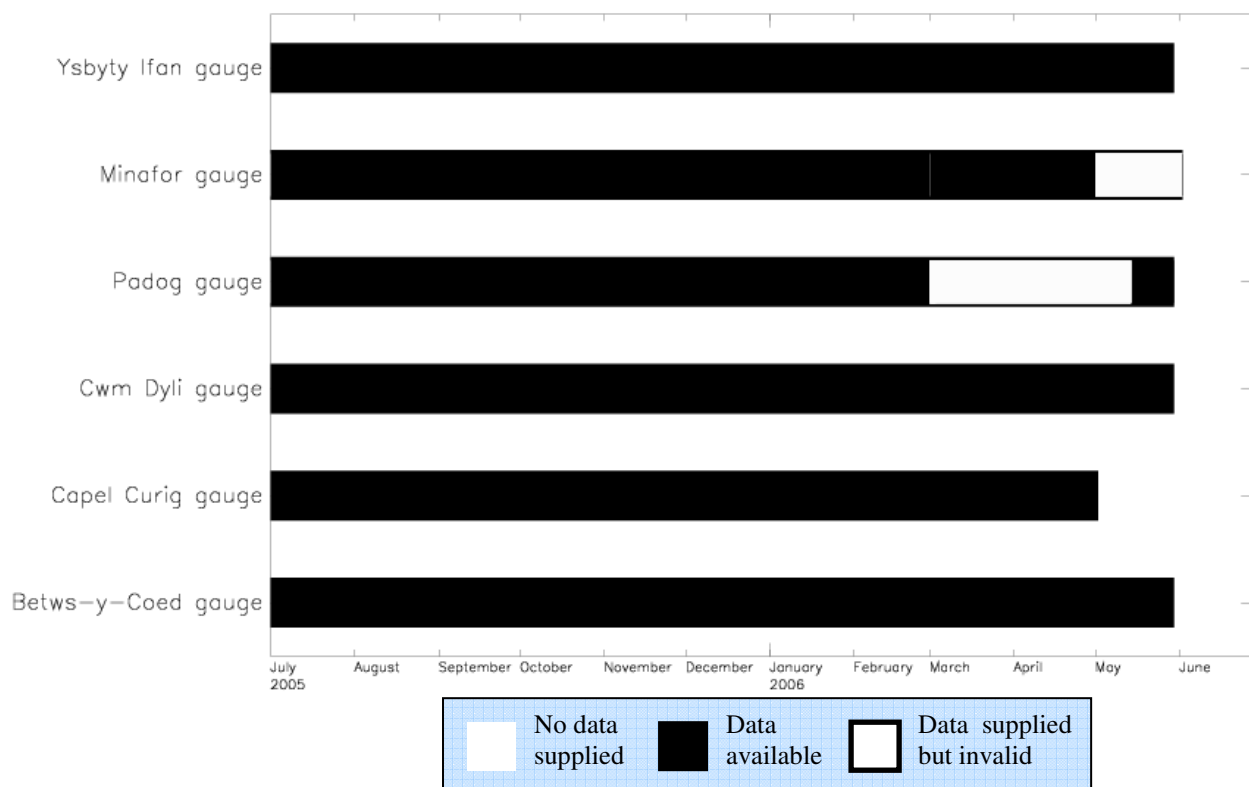 Ysbyty Ifan gauge
Minafor gauge
Padog gauge
Cwm Dyli gauge
Capel Curig gauge
Betws-y-Coed gauge
July August September October November December January February March April May June
2005 2006
No data supplied
Data available
Data supplied but invalid